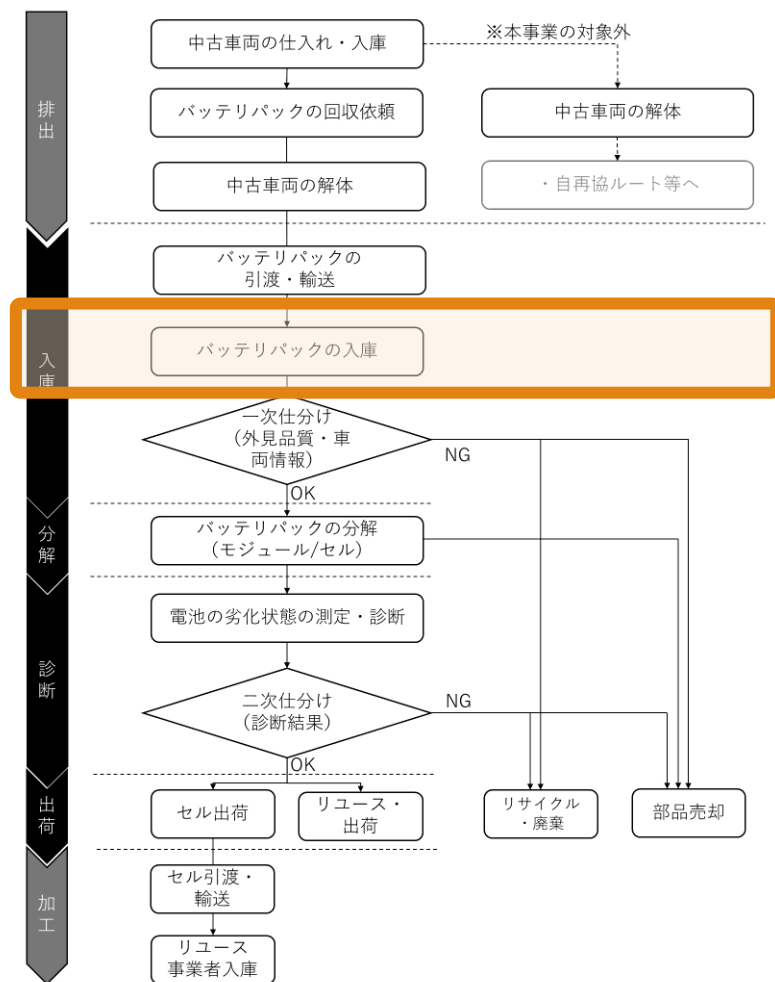 中古車両の仕入れ・入庫
※本事業の対象外
排出
バッテリパックの回収依頼
中古車両の解体
中古車両の解体
・自再協ルート等へ
バッテリパックの
引渡・輸送
入庫
バッテリパックの入庫
一次仕分け
(外見品質・車
両情報)
NG
OK
分解
バッテリパックの分解
(モジュール/セル)
電池の劣化状態の測定・診断
診断
二次仕分け
(診断結果)
NG
OK
出荷
セル出荷
リユース・
出荷
リサイクル
・廃棄
部品売却
加工
セル引渡・
輸送
リユース
事業者入庫